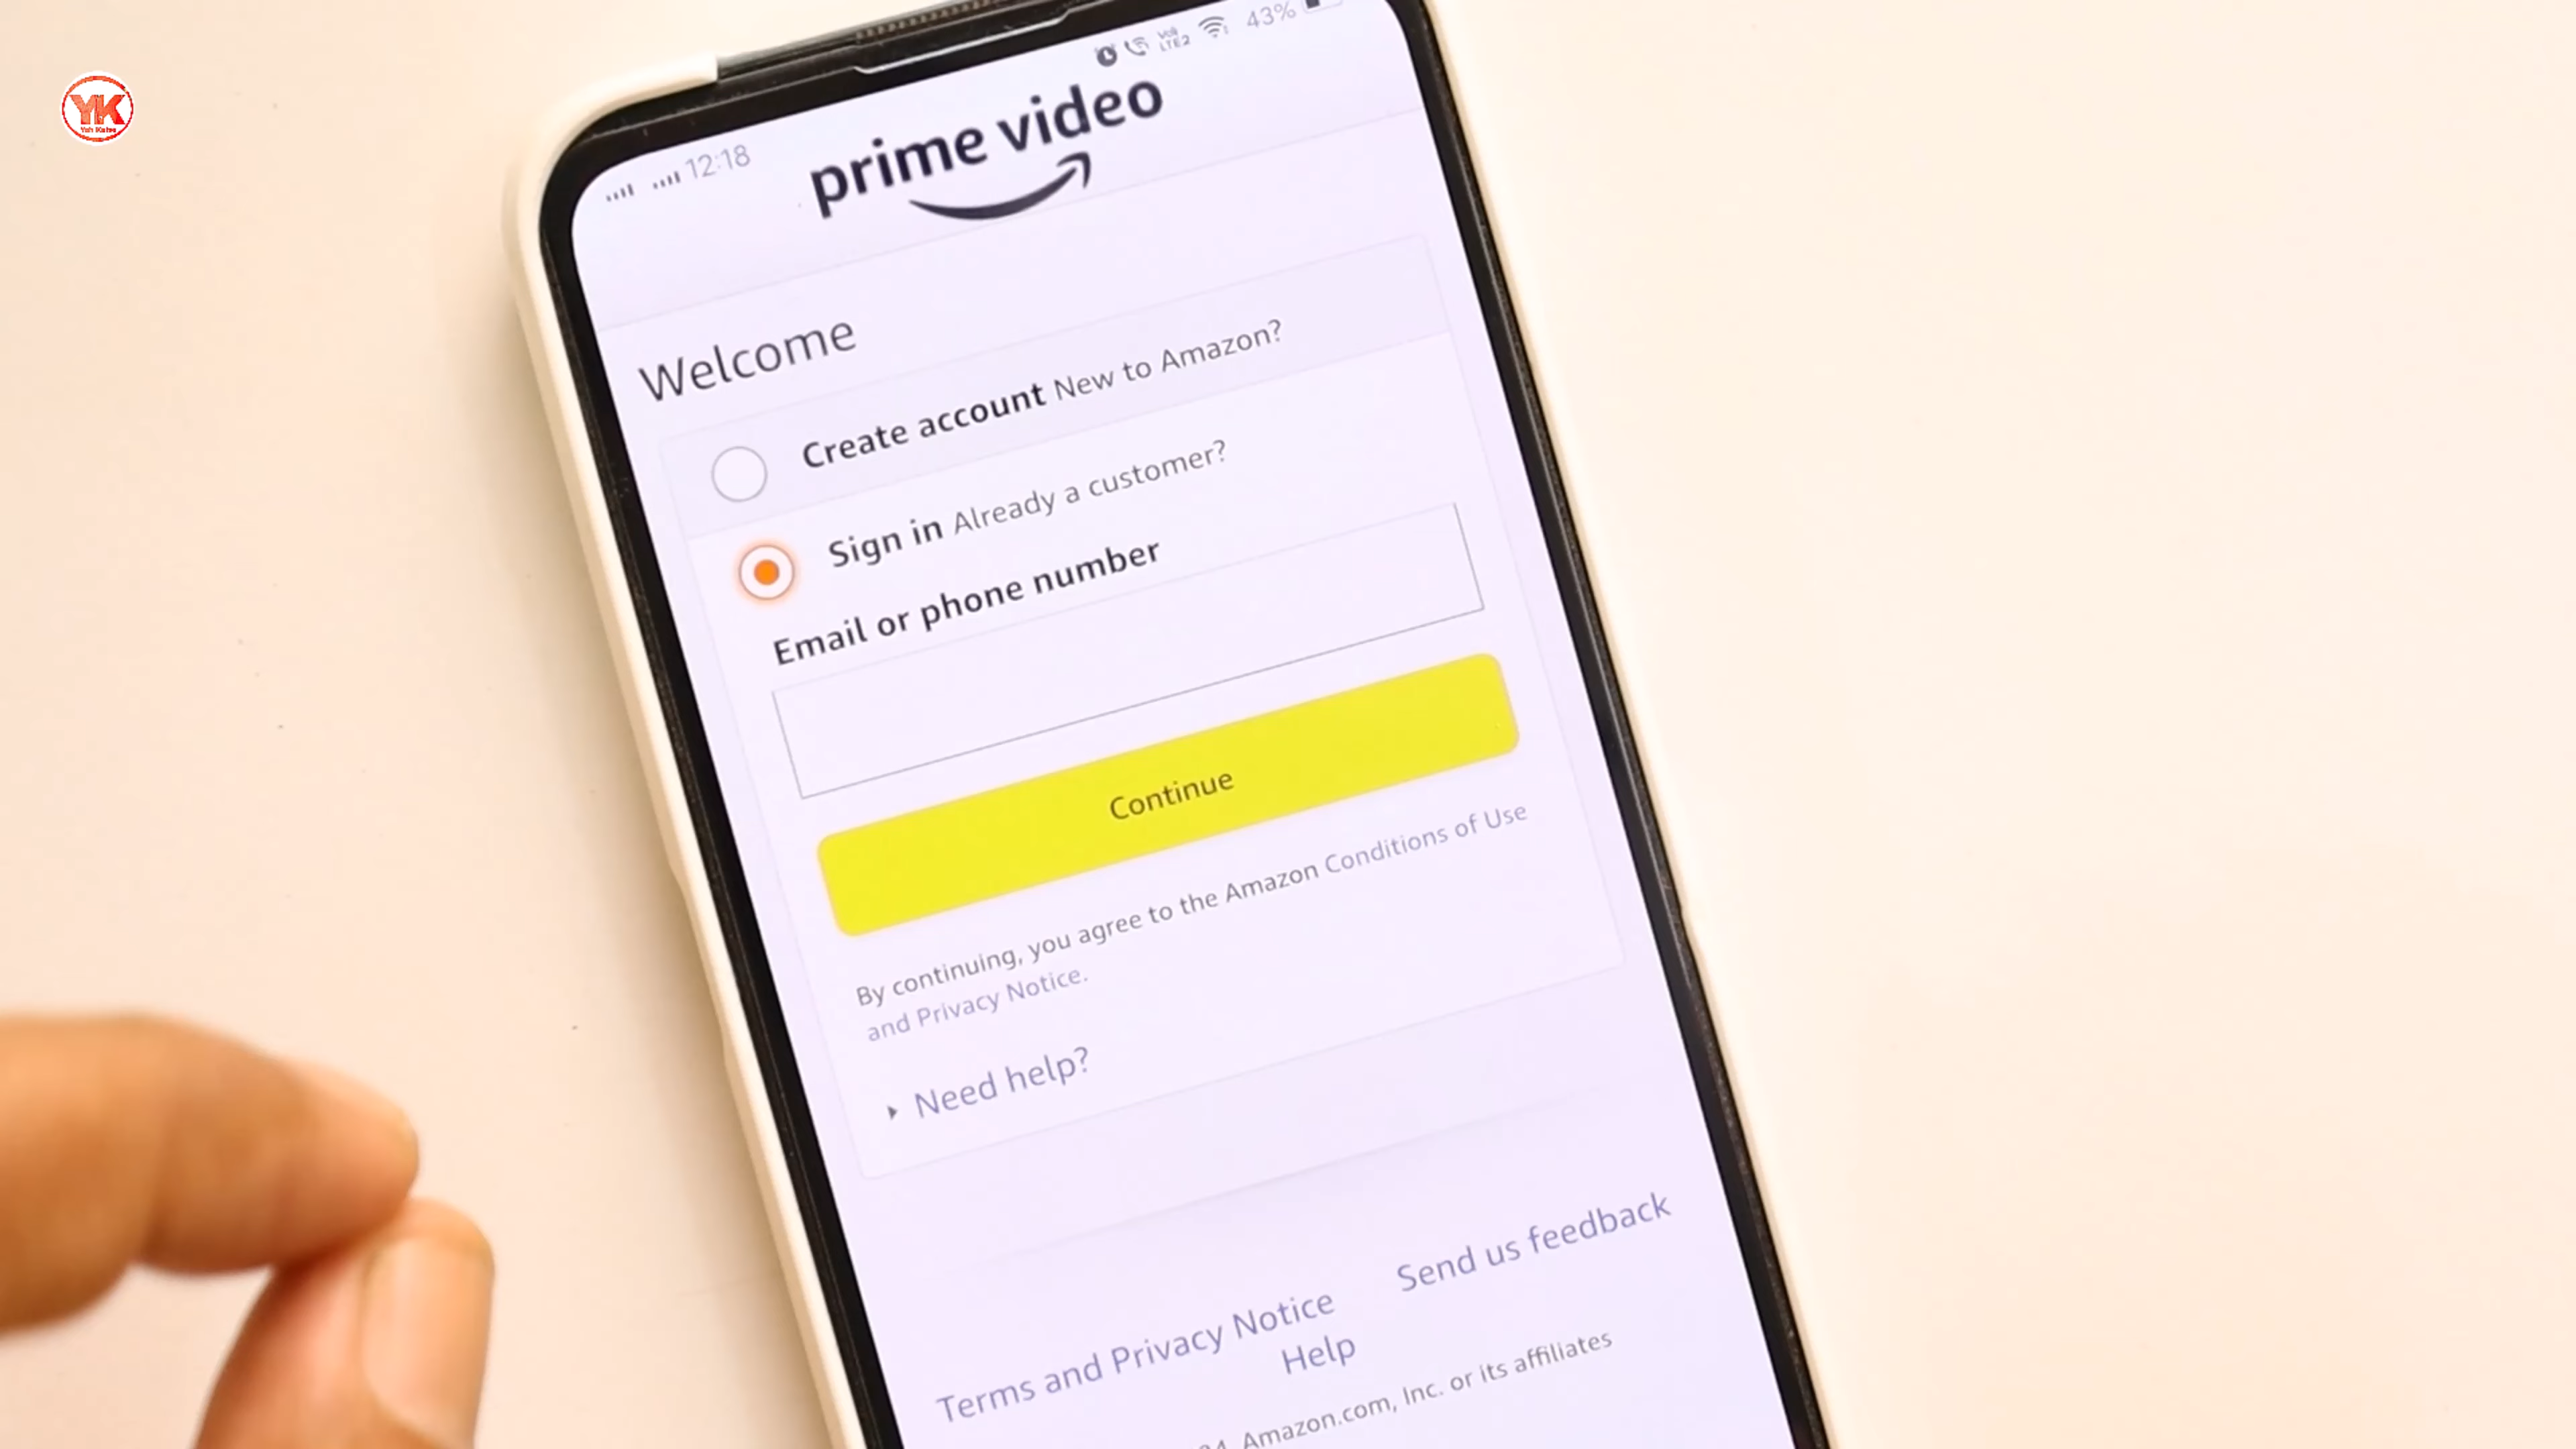 YK
12:18
43%
prime video
Welcome
Create account New to Amazon?
Sign in Already a customer?
Email or phone number
Continue
By continuing, you agree to the Amazon Conditions of Use
and Privacy Notice.
Need help?
Terms and Privacy Notice
Send us feedback
Help
Amazon.com, Inc. or its affiliates